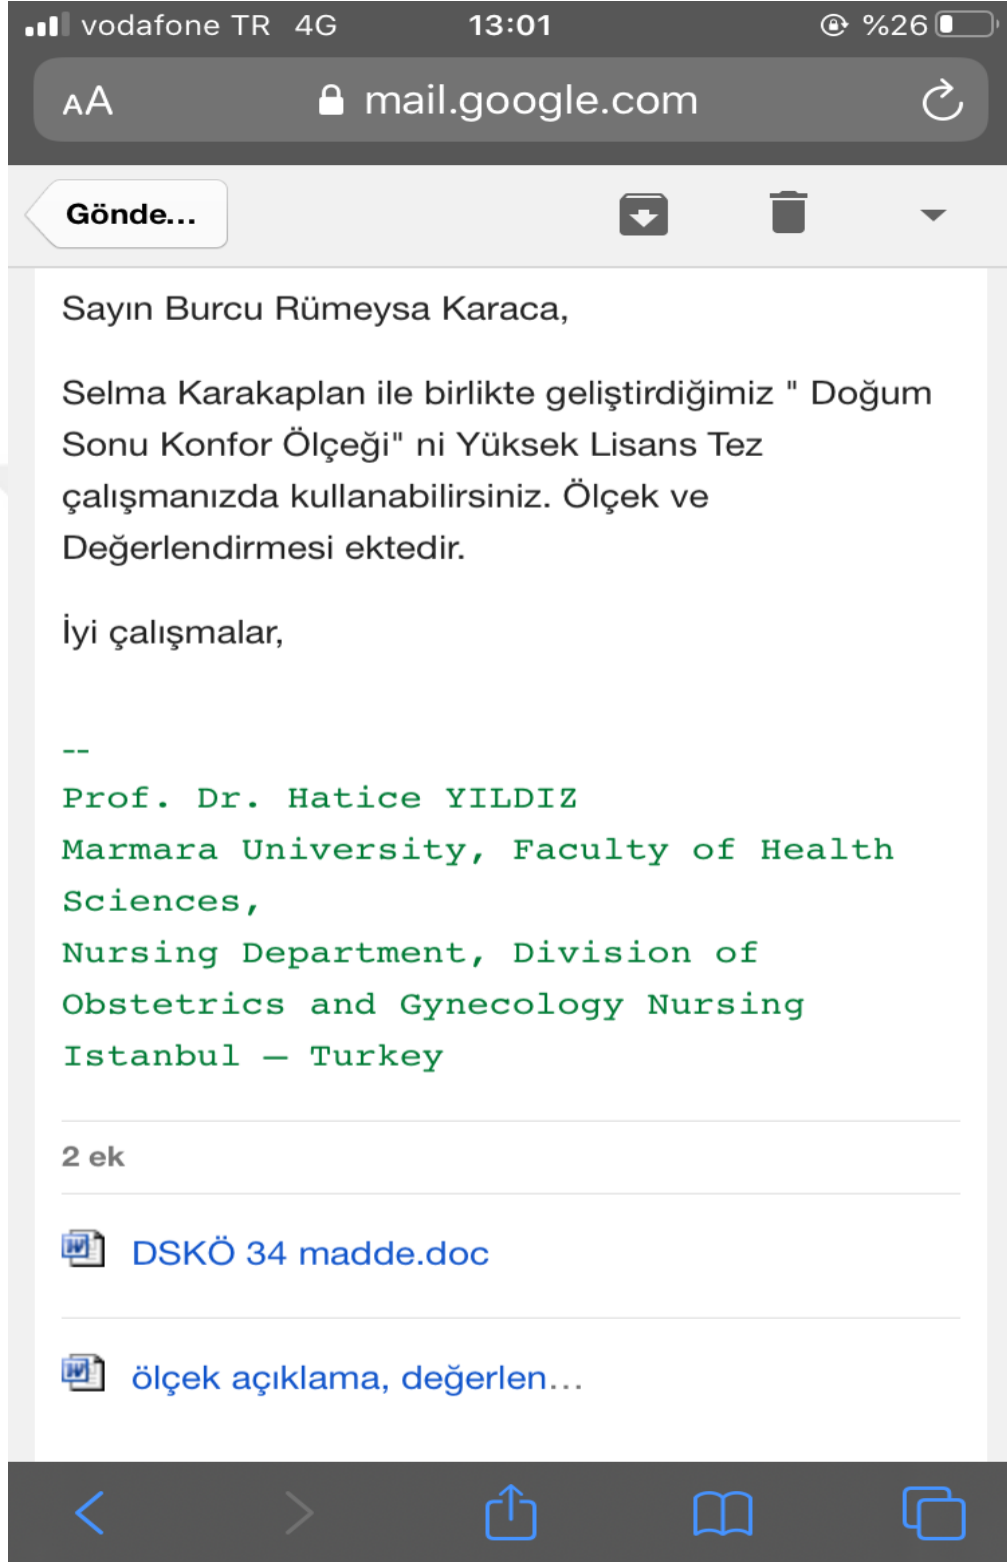 vodafone TR 4G 13:01 %26
AA mail.google.com
Gönde...
Sayın Burcu Rümeysa Karaca,
Selma Karakaplan ile birlikte geliştirdiğimiz " Doğum
Sonu Konfor Ölçeği" ni Yüksek Lisans Tez
çalışmanızda kullanabilirsiniz. Ölçek ve
Değerlendirmesi ektedir.
İyi çalışmalar,
--
Prof. Dr. Hatice YILDIZ
Marmara University, Faculty of Health
Sciences,
Nursing Department, Division of
Obstetrics and Gynecology Nursing
Istanbul – Turkey
2 ek
DSKÖ 34 madde.doc
ölçek açıklama, değerlen...